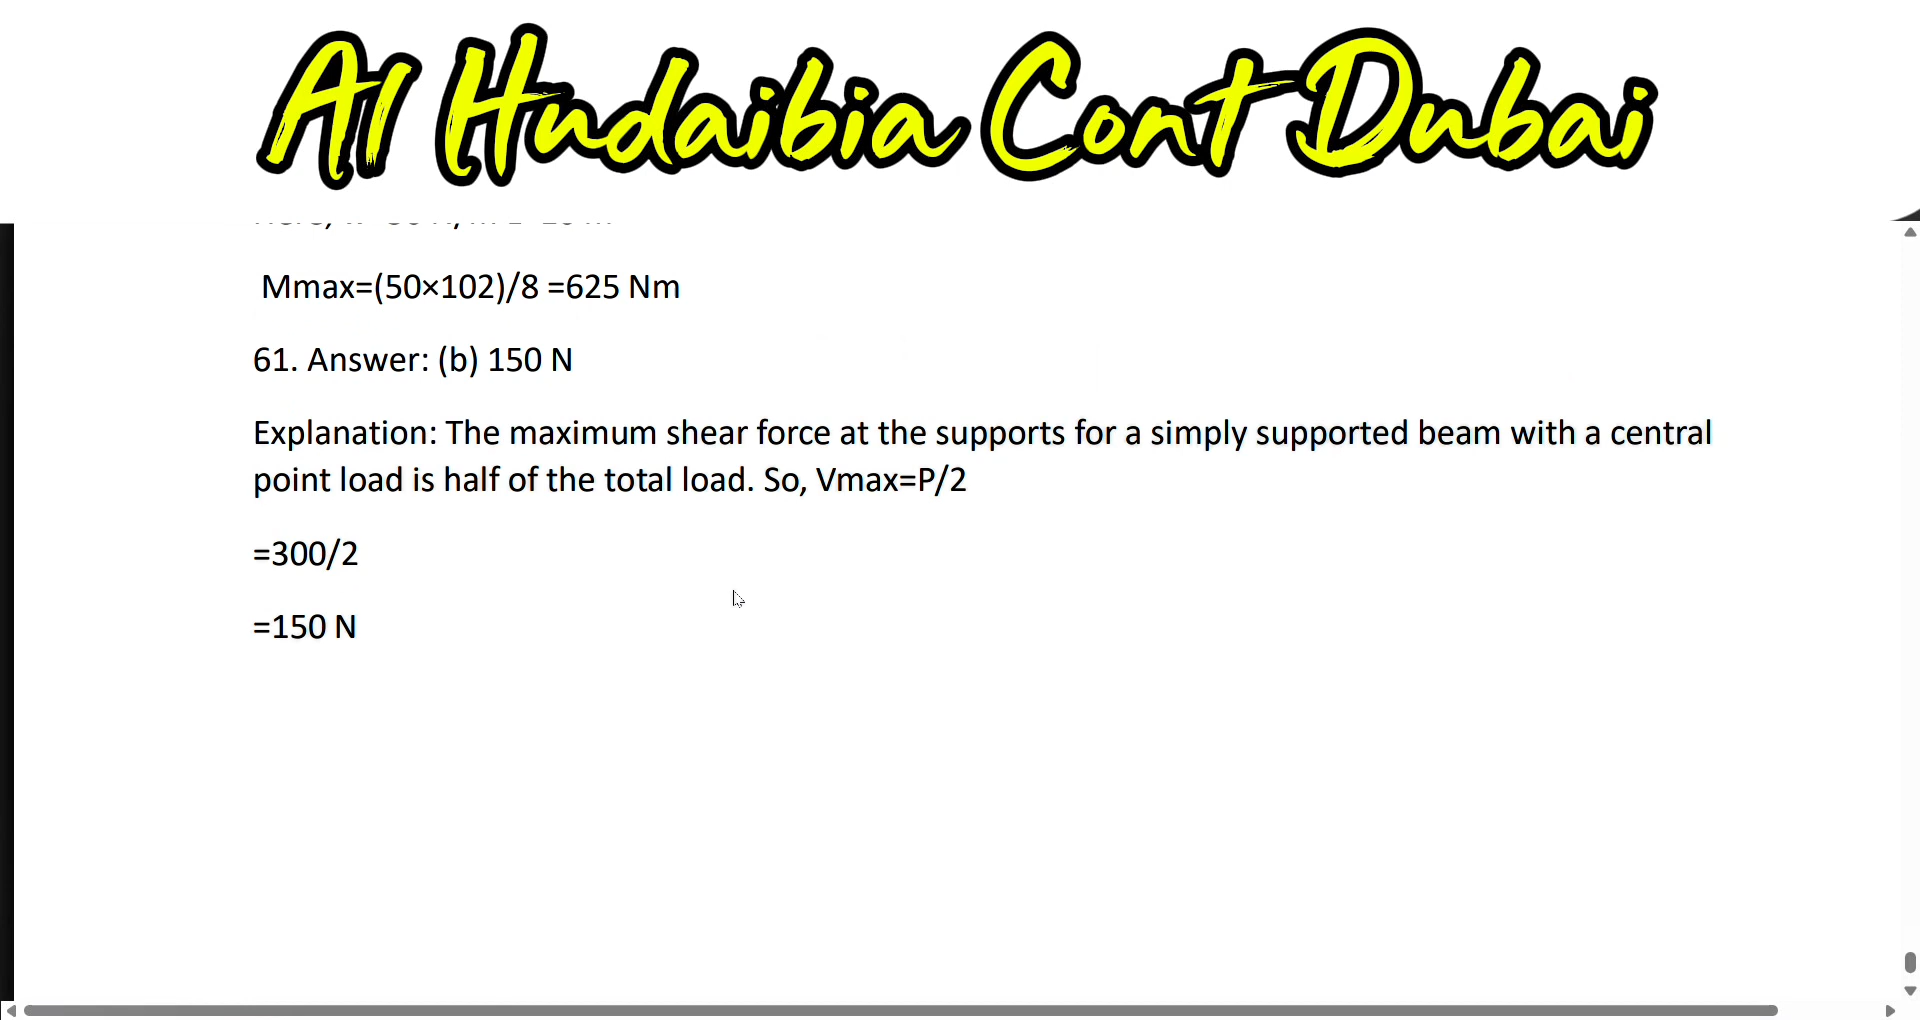 Al Hudaibia Cont Dubai
Mmax=(50×102)/8 =625 Nm
61. Answer: (b) 150 N
Explanation: The maximum shear force at the supports for a simply supported beam with a central
point load is half of the total load. So, Vmax=P/2
=300/2
=150 N